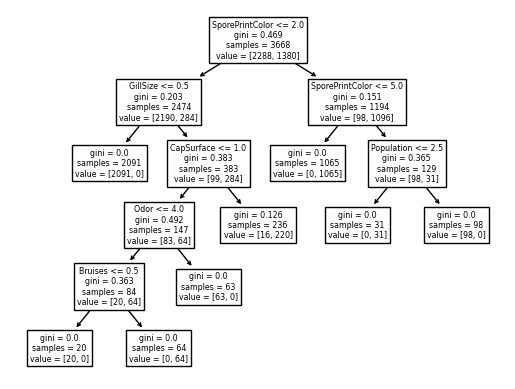 SporePrintColor <= 2.0
gini = 0.469
samples = 3668
value = [2288, 1380]
GillSize <= 0.5
gini = 0.203
samples = 2474
value = [2190, 284]
SporePrintColor <= 5.0
gini = 0.151
samples = 1194
value = [98, 1096]
gini = 0.0
samples = 2091
value = [2091, 0]
CapSurface <= 1.0
gini = 0.383
samples = 383
value = [99, 284]
gini = 0.0
samples = 1065
value = [0, 1065]
Population <= 2.5
gini = 0.365
samples = 129
value = [98, 31]
Odor <= 4.0
gini = 0.492
samples = 147
value = [83, 64]
gini = 0.126
samples = 236
value = [16, 220]
gini = 0.0
samples = 31
value = [0, 31]
gini = 0.0
samples = 98
value = [98, 0]
Bruises <= 0.5
gini = 0.363
samples = 84
value = [20, 64]
gini = 0.0
samples = 63
value = [63, 0]
gini = 0.0
samples = 20
value = [20, 0]
gini = 0.0
samples = 64
value = [0, 64]